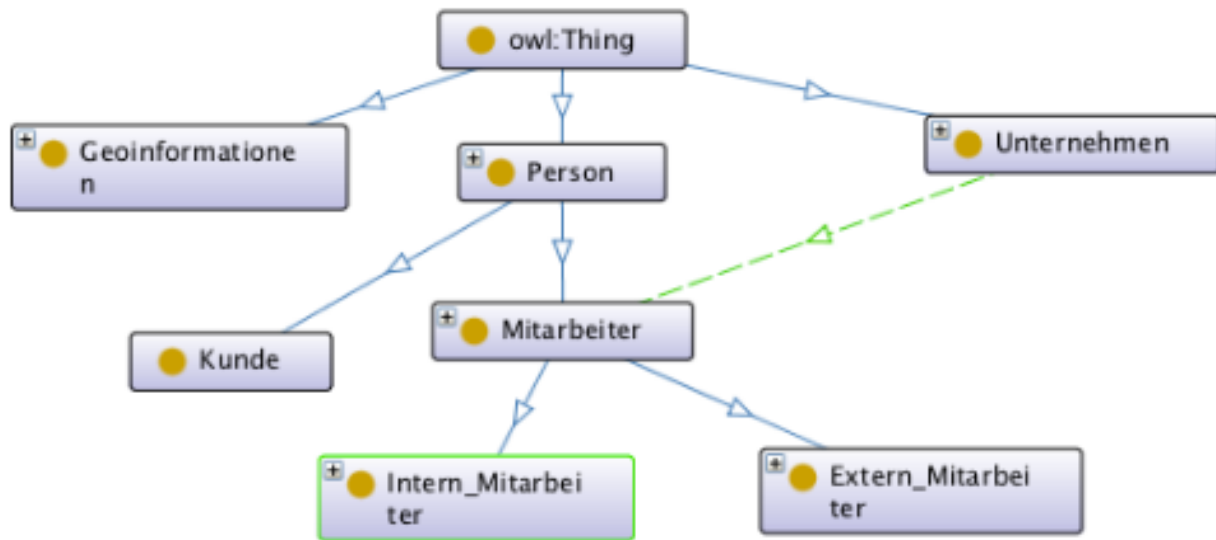 owl:Thing
Geoinformatione
n
Person
Unternehmen
Kunde
Mitarbeiter
Intern_Mitarbei
ter
Extern_Mitarbei
ter